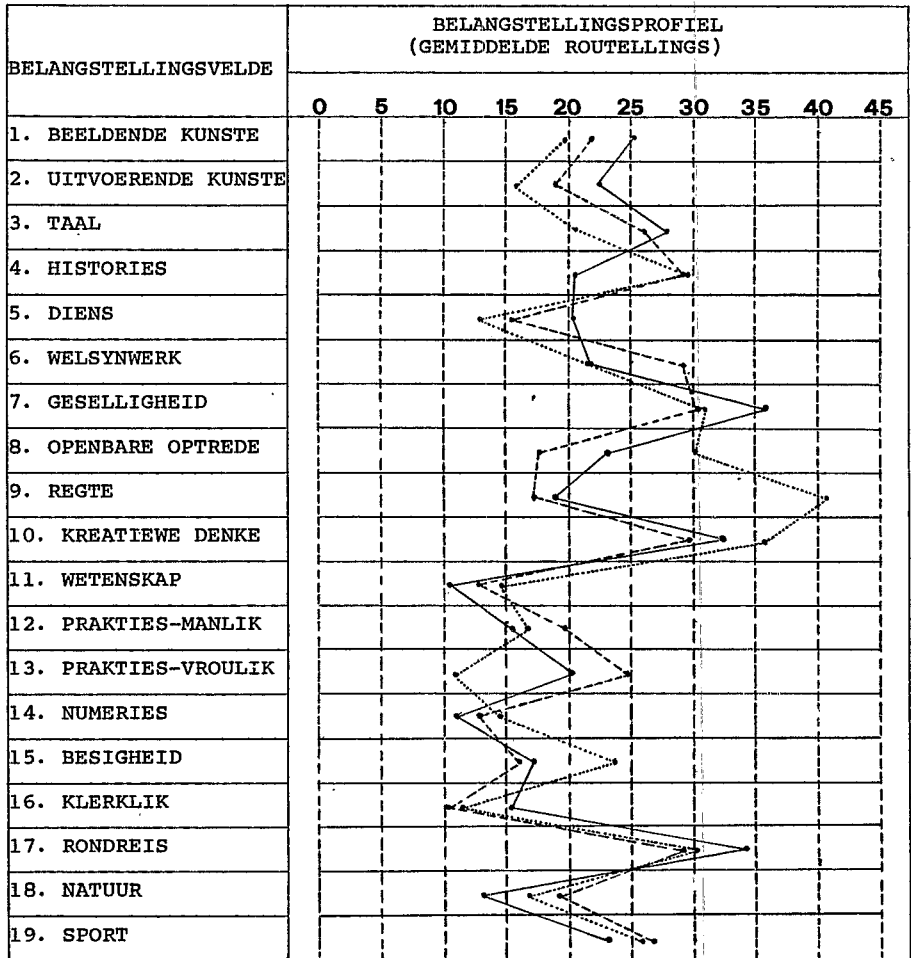 BELANGSTELLINGSVELDE
BELANGSTELLINGSPROFIEL
(GEMIDDELDE ROUTELLINGS)
0 5 10 15 20 25 30 35 40 45
1. BEELDENDE KUNSTE
2. UITVOERENDE KUNSTE
3. TAAL
4. HISTORIES
5. DIENS
6. WELSYNWERK
7. GESELLIGHEID
8. OPENBARE OPTREDE
9. REGTE
10. KREATIEWE DENKE
11. WETENSKAP
12. PRAKTIES-MANLIK
13. PRAKTIES-VROULIK
14. NUMERIES
15. BESIGHEID
16. KLERKLIK
17. RONDREIS
18. NATUUR
19. SPORT